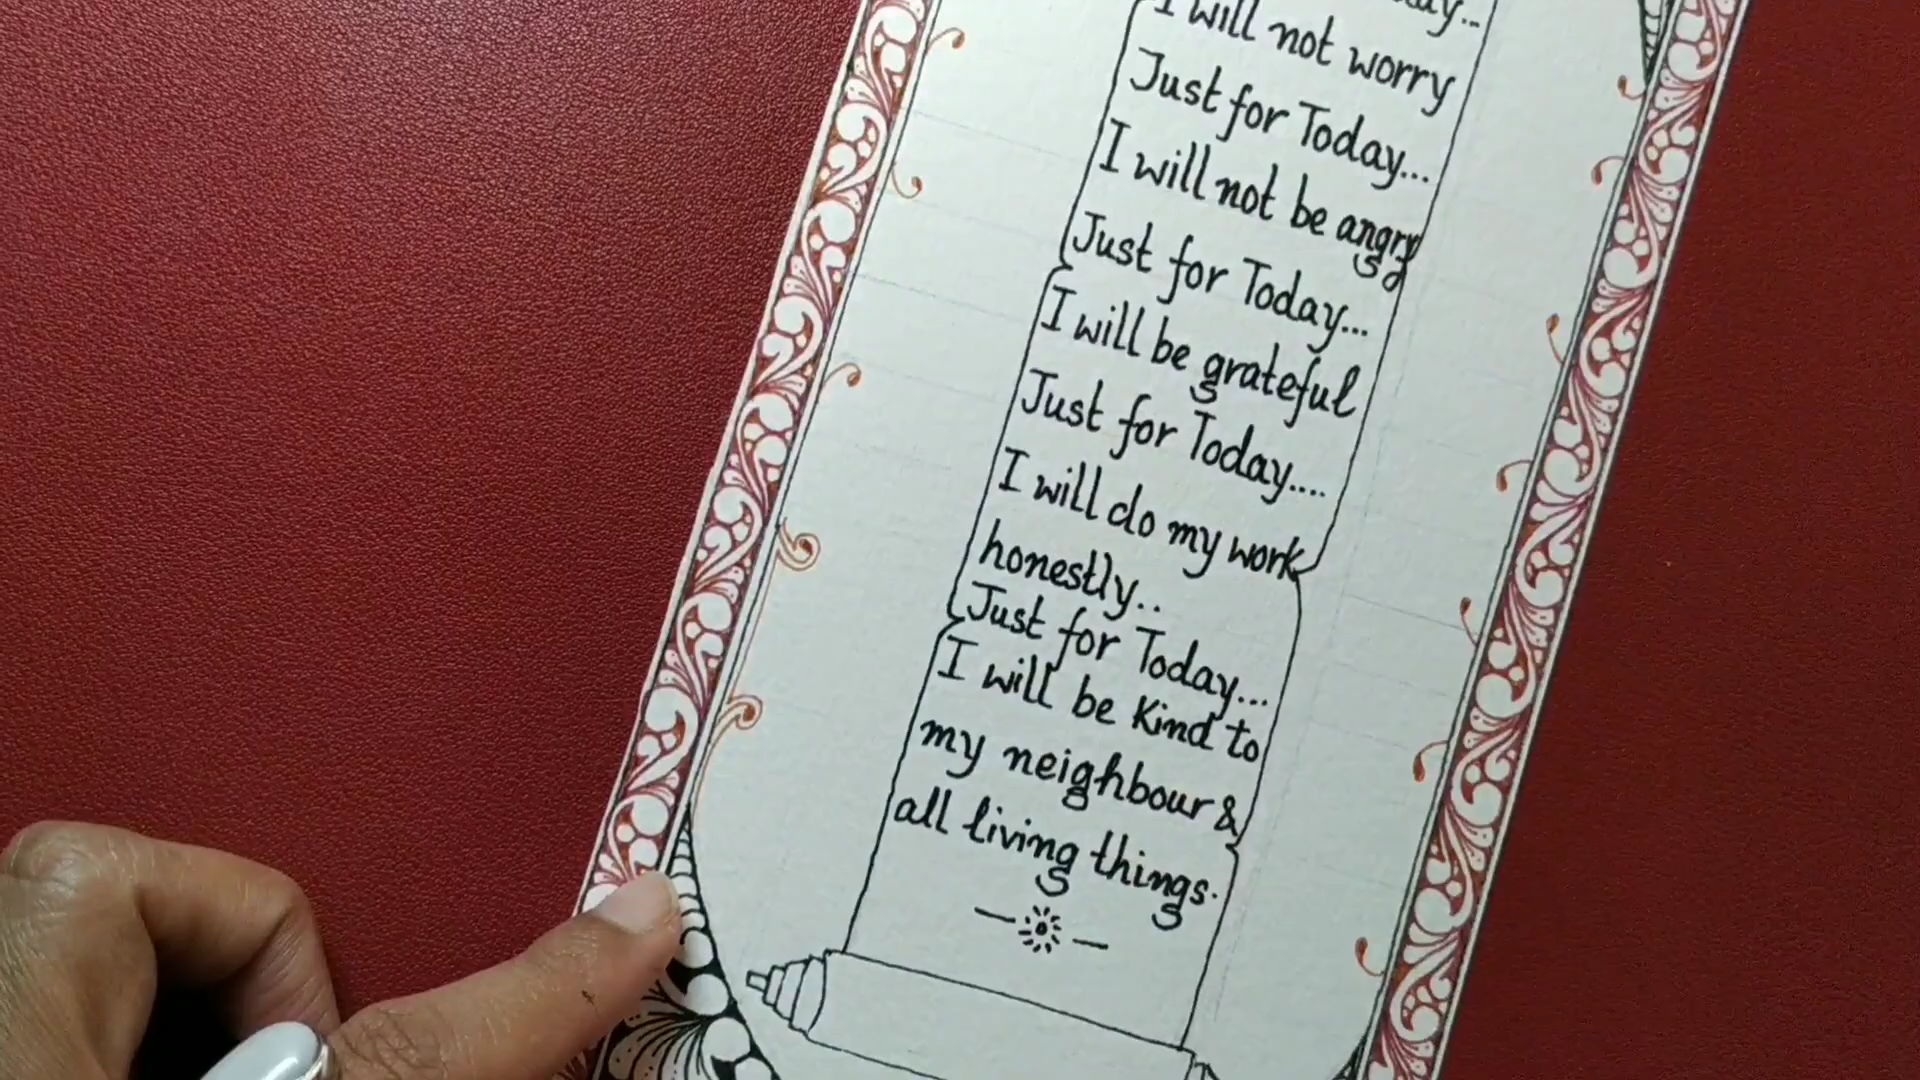 I will not worry
Just for Today...
I will not be angry
Just for Today...
I will be grateful
Just for Today....
I will do my work
honestly..
Just for Today...
I will be Kind to
my neighbour &
all living things.